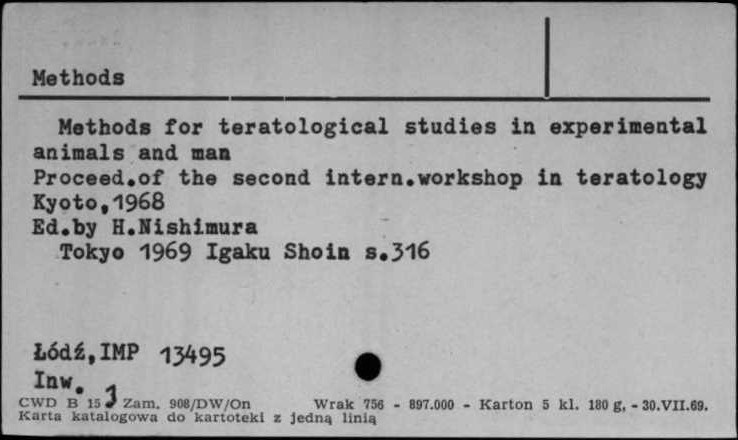 Methods
Methods for teratological studies in experimental
animals and man
Proceed.of the second intern.workshop in teratology
Kyoto,1968
Ed.by H.Nishimura
Tokyo 1969 Igaku Shoin s.316
Łódź,IMP 13495
Inw.
CWD B 15 Zam. 908/DW/On Wrak 756 - 897.000 - Karton 5 kl. 180 g, - 30.VII.69.
Karta katalogowa do kartoteki z jedną linią